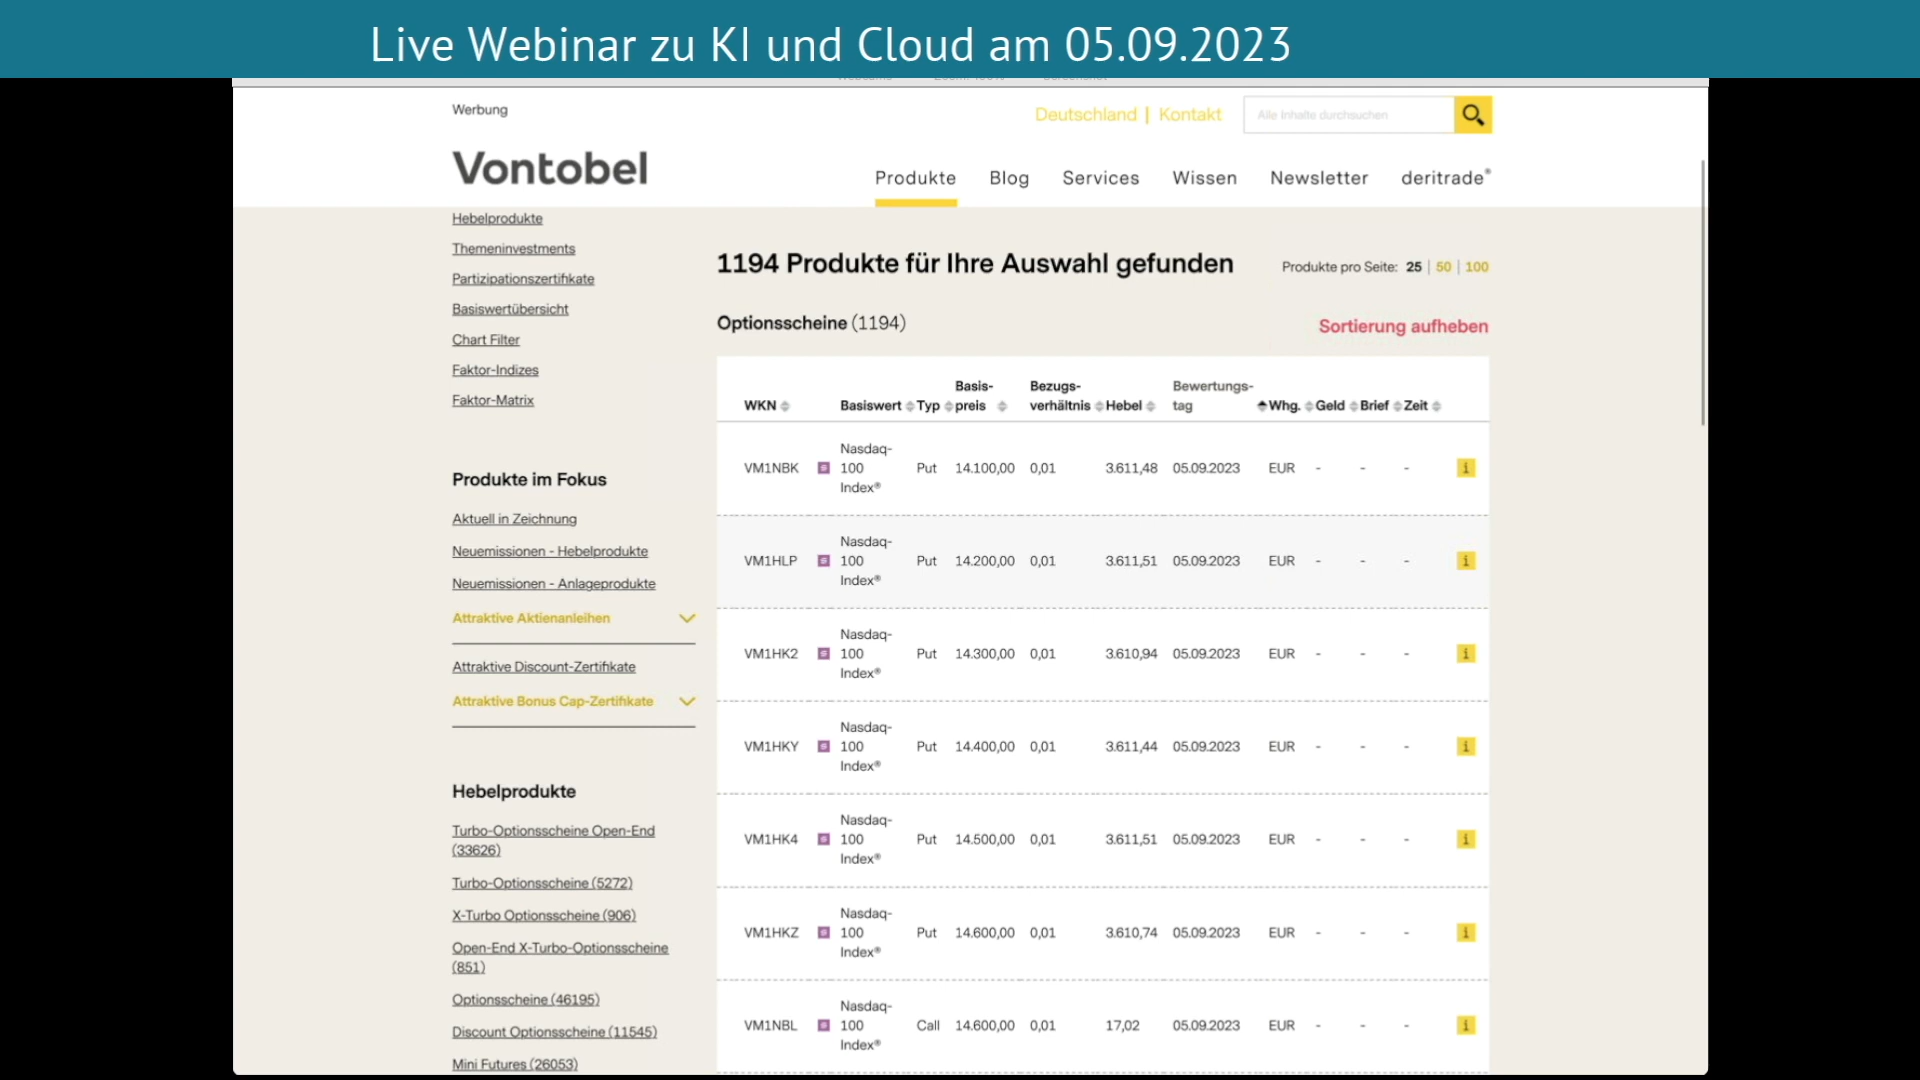 Live Webinar zu KI und Cloud am 05.09.2023
Werbung
Deutschland | Kontakt
Alle Inhalte durchsuchen
Vontobel
Produkte Blog Services Wissen Newsletter deritrade®
Hebelprodukte
Themeninvestments
Partizipationszertifikate
Basiswertübersicht
Chart Filter
Faktor-Indizes
Faktor-Matrix
Produkte im Fokus
Aktuell in Zeichnung
Neuemissionen - Hebelprodukte
Neuemissionen - Anlageprodukte
Attraktive Aktienanleihen
Attraktive Discount-Zertifikate
Attraktive Bonus Cap-Zertifikate
Hebelprodukte
Turbo-Optionsscheine Open-End
(33626)
Turbo-Optionsscheine (5272)
X-Turbo Optionsscheine (906)
Open-End X-Turbo-Optionsscheine
(851)
Optionsscheine (46195)
Discount Optionsscheine (11545)
Mini Futures (26053)
1194 Produkte für Ihre Auswahl gefunden
Produkte pro Seite: 25 | 50 | 100
Optionsscheine (1194)
Sortierung aufheben
Basis- Bezugs- Bewertungs-
WKN Basiswert Typ preis verhältnis Hebel tag Whg. Geld Brief Zeit
Nasdaq-
VM1NBK 100 Put 14.100,00 0,01 3.611,48 05.09.2023 EUR - - - i
Index®
Nasdaq-
VM1HLP 100 Put 14.200,00 0,01 3.611,51 05.09.2023 EUR - - - i
Index®
Nasdaq-
VM1HK2 100 Put 14.300,00 0,01 3.610,94 05.09.2023 EUR - - - i
Index®
Nasdaq-
VM1HKY 100 Put 14.400,00 0,01 3.611,44 05.09.2023 EUR - - - i
Index®
Nasdaq-
VM1HK4 100 Put 14.500,00 0,01 3.611,51 05.09.2023 EUR - - - i
Index®
Nasdaq-
VM1HKZ 100 Put 14.600,00 0,01 3.610,74 05.09.2023 EUR - - - i
Index®
Nasdaq-
VM1NBL 100 Call 14.600,00 0,01 17,02 05.09.2023 EUR - - - i
Index®